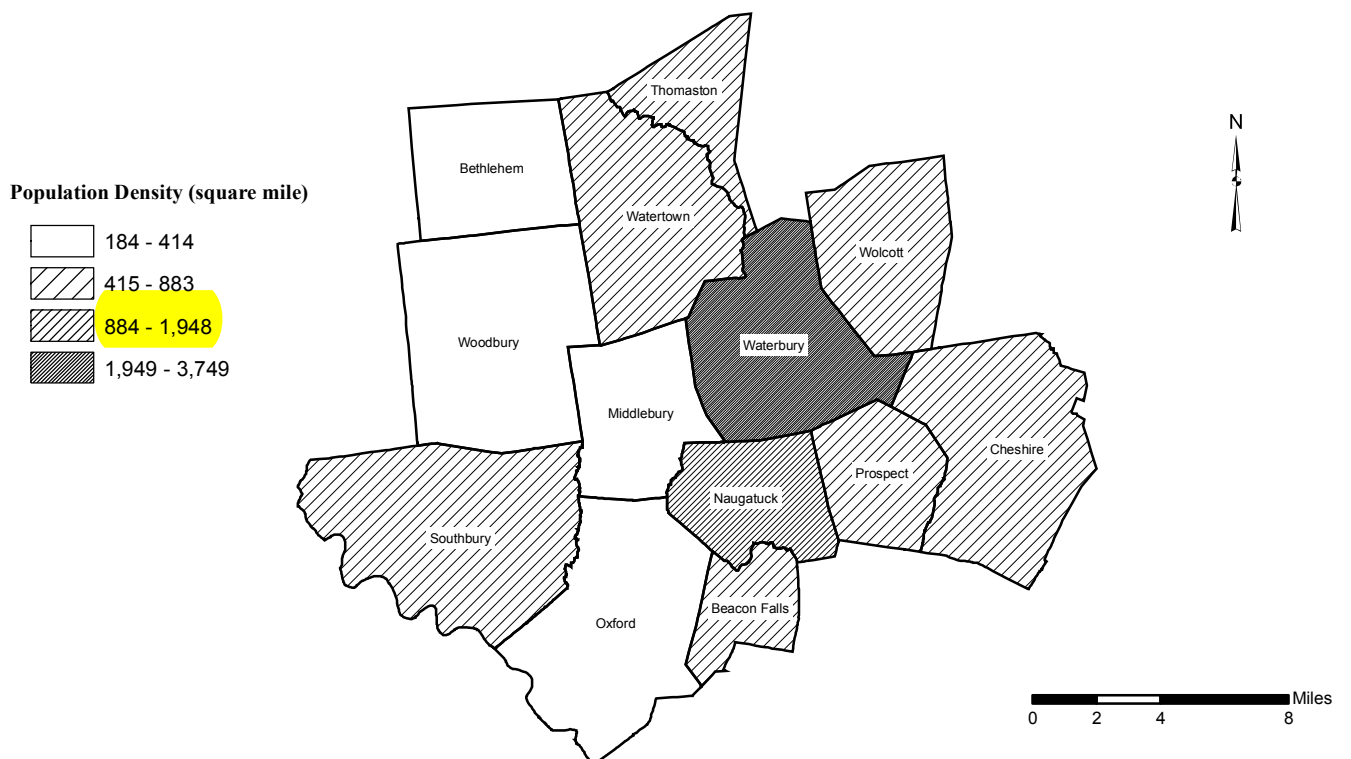 Thomaston
N
Bethlehem
Population Density (square mile)
Watertown
184 - 414
Wolcott
415 - 883
884 - 1,948
Woodbury
Waterbury
1,949 - 3,749
Middlebury
Cheshire
Prospect
Naugatuck
Southbury
Beacon Falls
Oxford
Miles
0 2 4 8